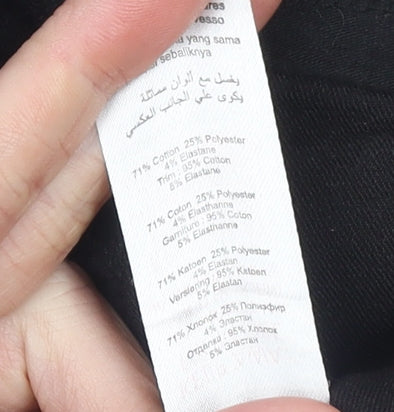 esso
yang sama
sebaliknya
يغسل مع ألوان مماثلة
يكوى علي الجانب العكسي
71% Cotton 25% Polyester
4% Elastane
Trim : 95% Cotton
5% Elastane
71% Coton 25% Polyester
4% Elasthanne
Garniture : 95% Coton
5% Elasthanne
71% Katoen 25% Polyester
4% Elastan
Versiering : 95% Katoen
5% Elastan
71% Хлопок 25% Полиэфир
4% Эластан
Отделка : 95% Хлопок
5% Эластан